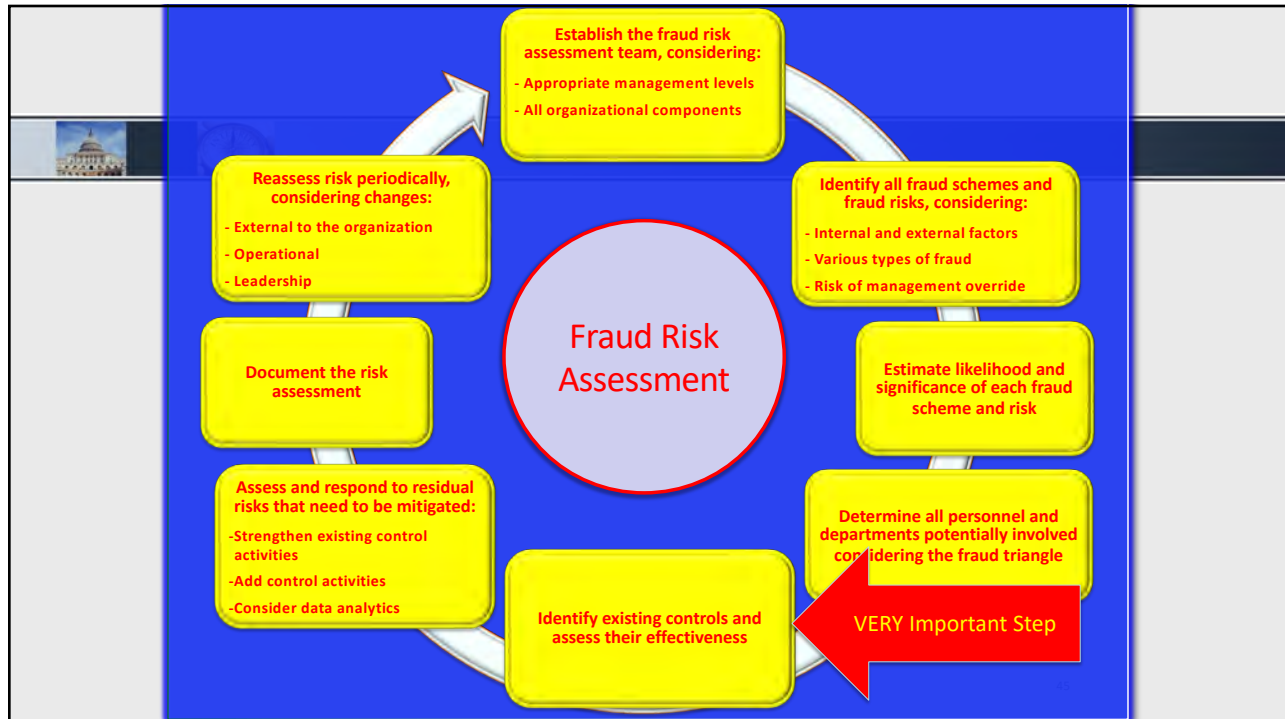 Establish the fraud risk
assessment team, considering:
- Appropriate management levels
- All organizational components
Identify all fraud schemes and
fraud risks, considering:
- Internal and external factors
- Various types of fraud
- Risk of management override
Estimate likelihood and
significance of each fraud
scheme and risk
Determine all personnel and
departments potentially involved
considering the fraud triangle
VERY Important Step
Identify existing controls and
assess their effectiveness
Assess and respond to residual
risks that need to be mitigated:
-Strengthen existing control
activities
-Add control activities
-Consider data analytics
Document the risk
assessment
Reassess risk periodically,
considering changes:
- External to the organization
- Operational
- Leadership
Fraud Risk
Assessment
45